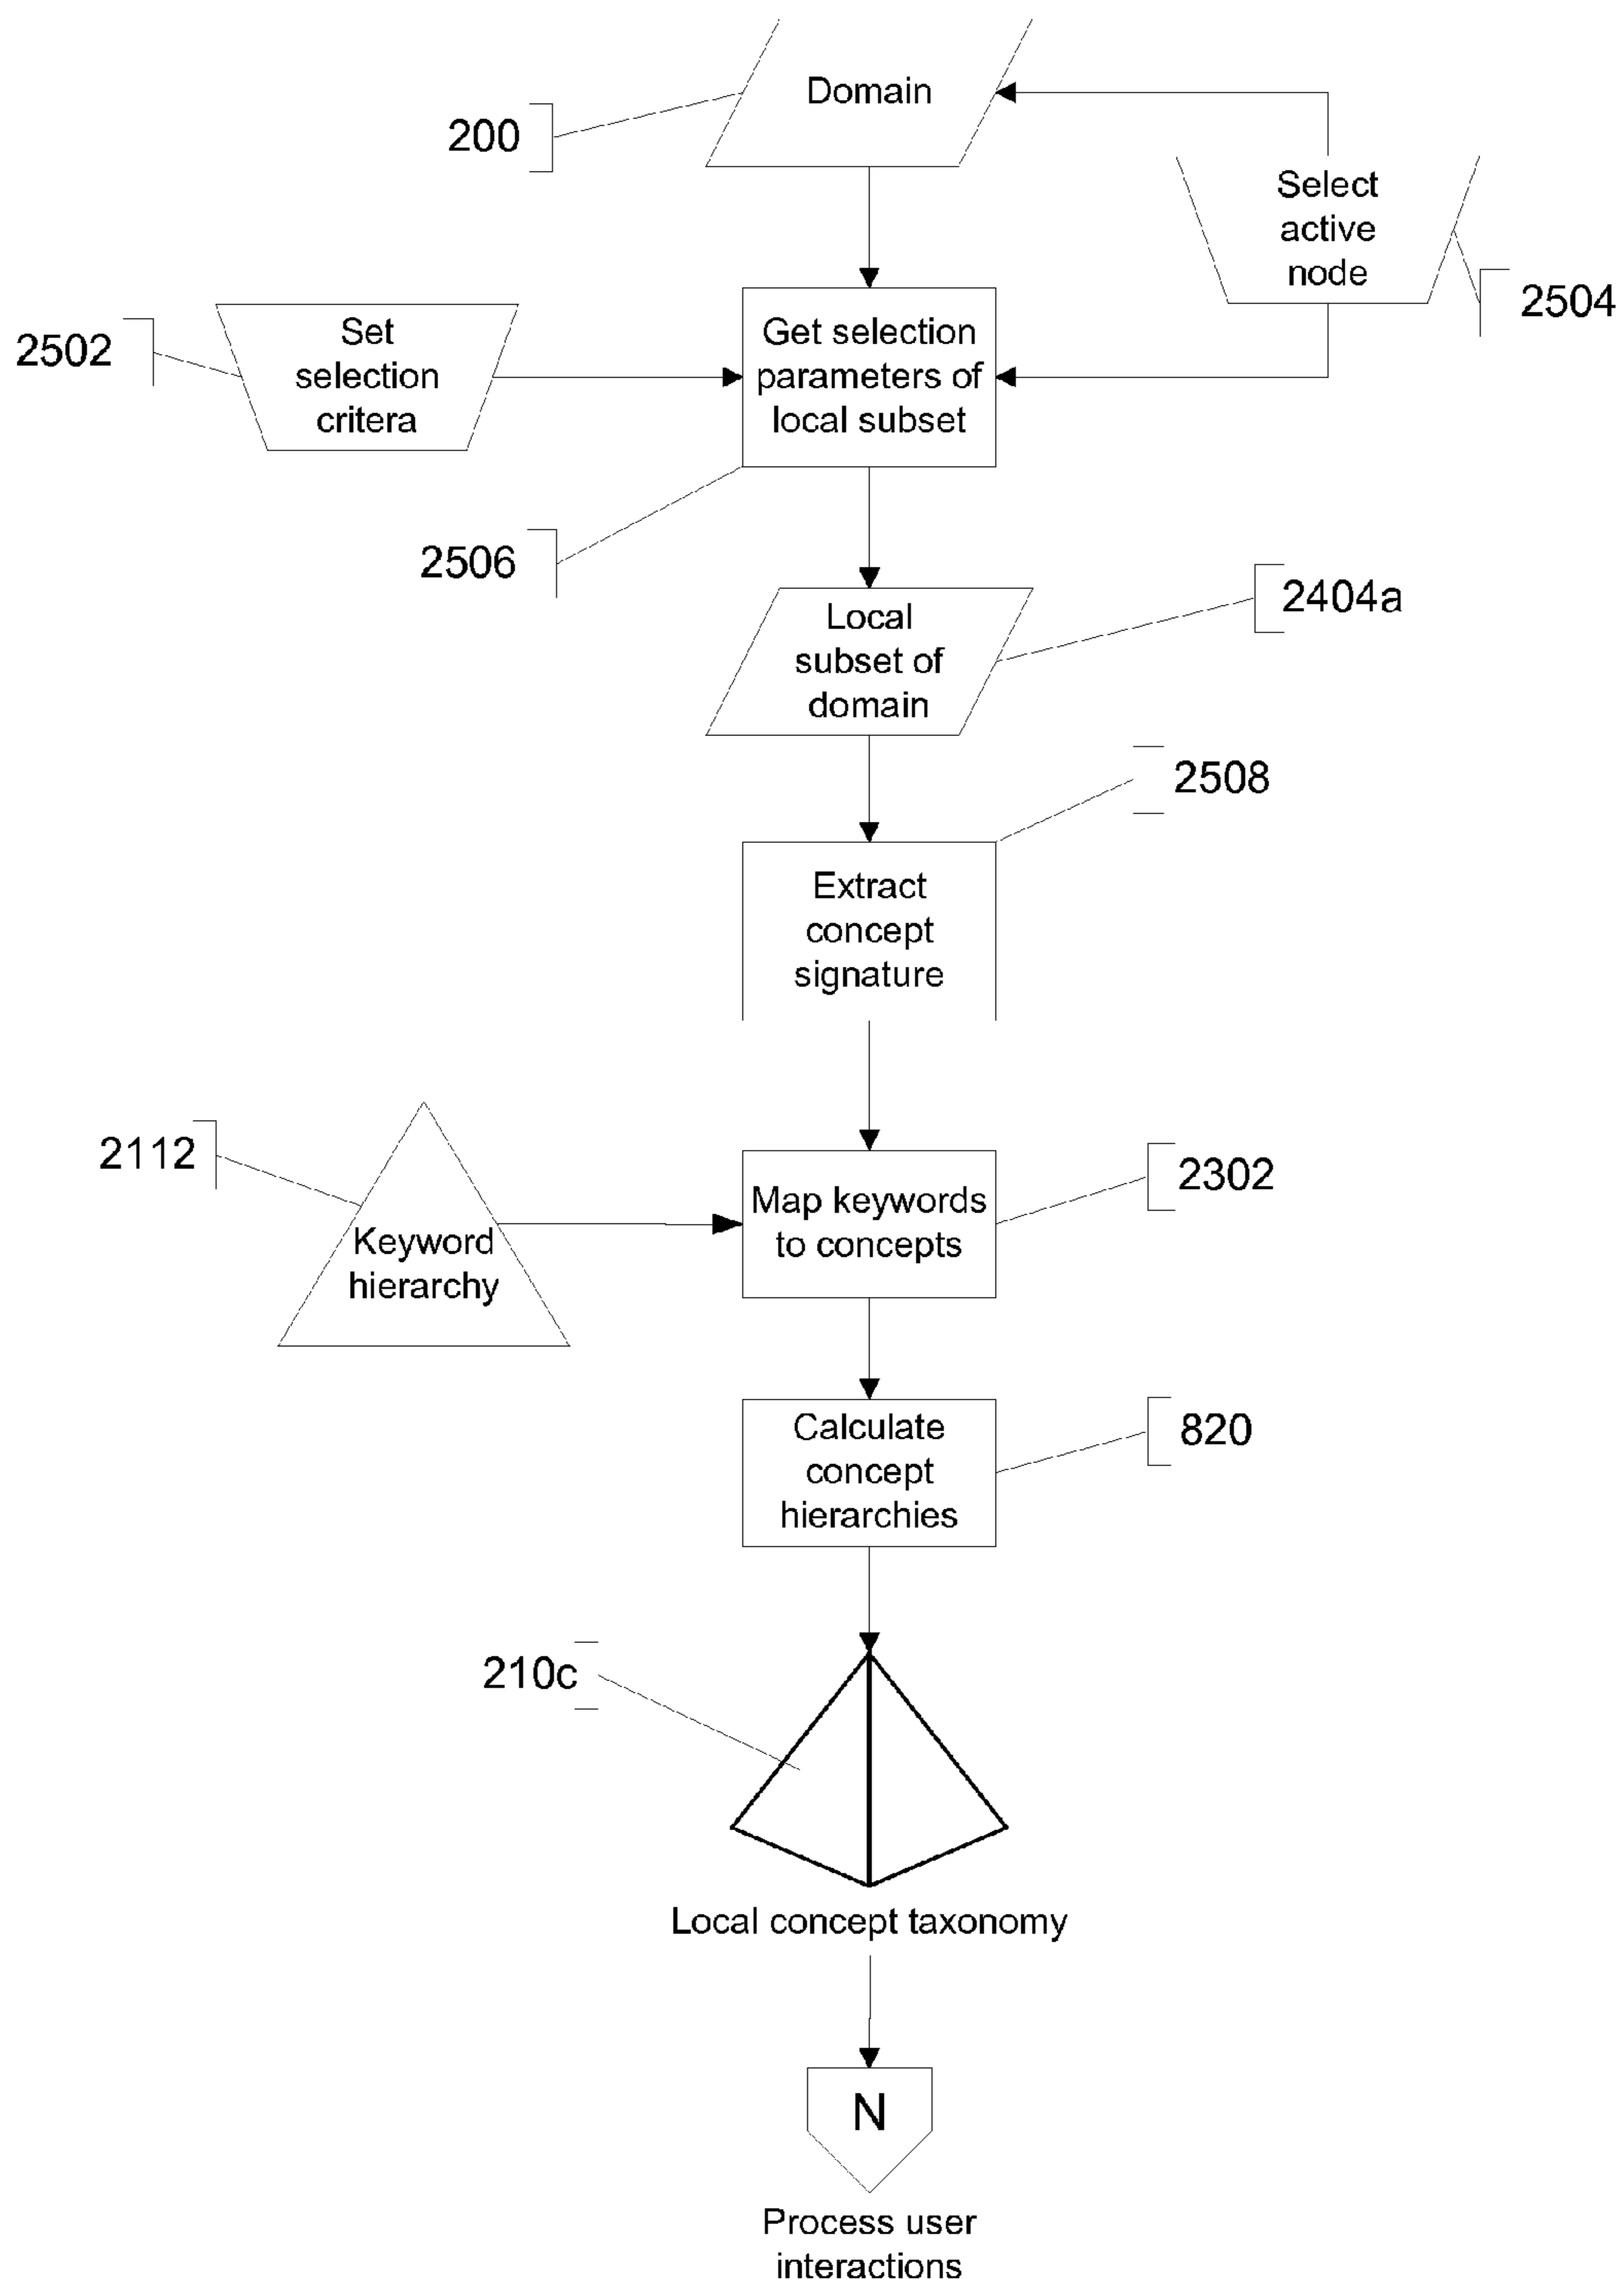 Domain
200
Select
active
node
2504
Set
selection
critera
2502
Get selection
parameters of
local subset
2506
Local
subset of
domain
2404a
2508
Extract
concept
signature
2112
Keyword
hierarchy
Map keywords
to concepts
2302
Calculate
concept
hierarchies
820
210c
Local concept taxonomy
N
Process user
interactions